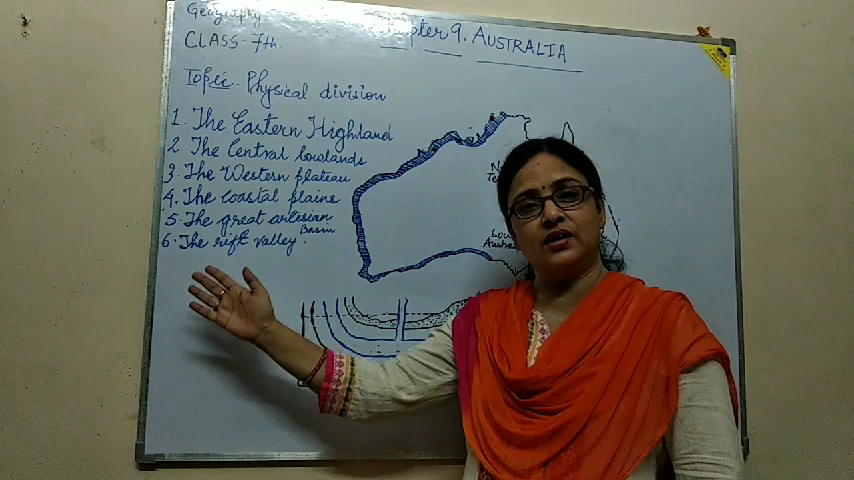 Geography
CLASS-7th.
Chapter 9. AUSTRALIA
Topic- Physical division
1. The Eastern Highland
2 The Central lowlands
3. The Western plateau
4. The coastal plains
5 The great artesian
Basin
6. The rift valley.